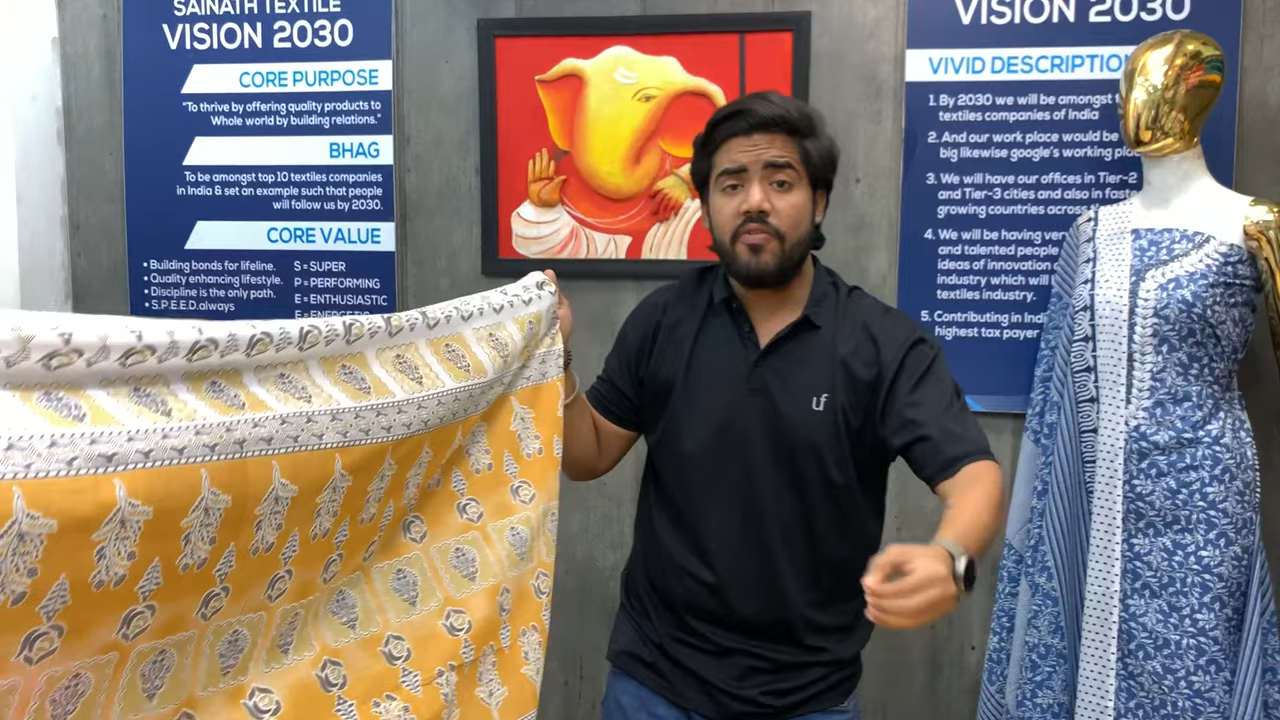 SAINATH TEXTILE
VISION 2030
CORE PURPOSE
"To thrive by offering quality products to
Whole world by building relations."
BHAG
To be amongst top 10 textiles companies
in India & set an example such that people
will follow us by 2030.
CORE VALUE
• Building bonds for lifeline.
• Quality enhancing lifestyle.
• Discipline is the only path.
• S.P.E.E.D.always
S = SUPER
P = PERFORMING
E = ENTHUSIASTIC
E = ENERGETIC
VISION 2030
VIVID DESCRIPTION
1. By 2030 we will be amongst
textiles companies of India
2. And our work place would be
big likewise google's working
3. We will have our offices in Tier-2
and Tier-3 cities and also in
growing countries across
4. We will be having
and talented people
ideas of innovation
industry which will
textiles industry.
5. Contributing in
highest tax payer
uf